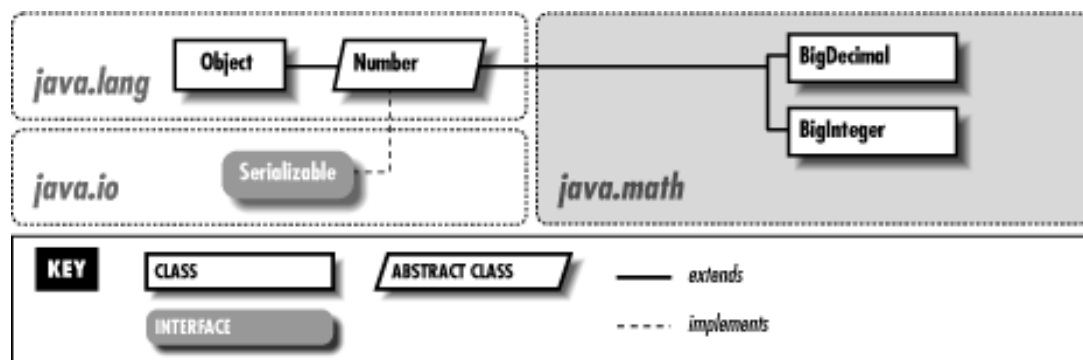 java.lang
Object
Number
BigDecimal
BigInteger
java.io
Serializable
java.math
KEY
CLASS
ABSTRACT CLASS
extends
INTERFACE
implements